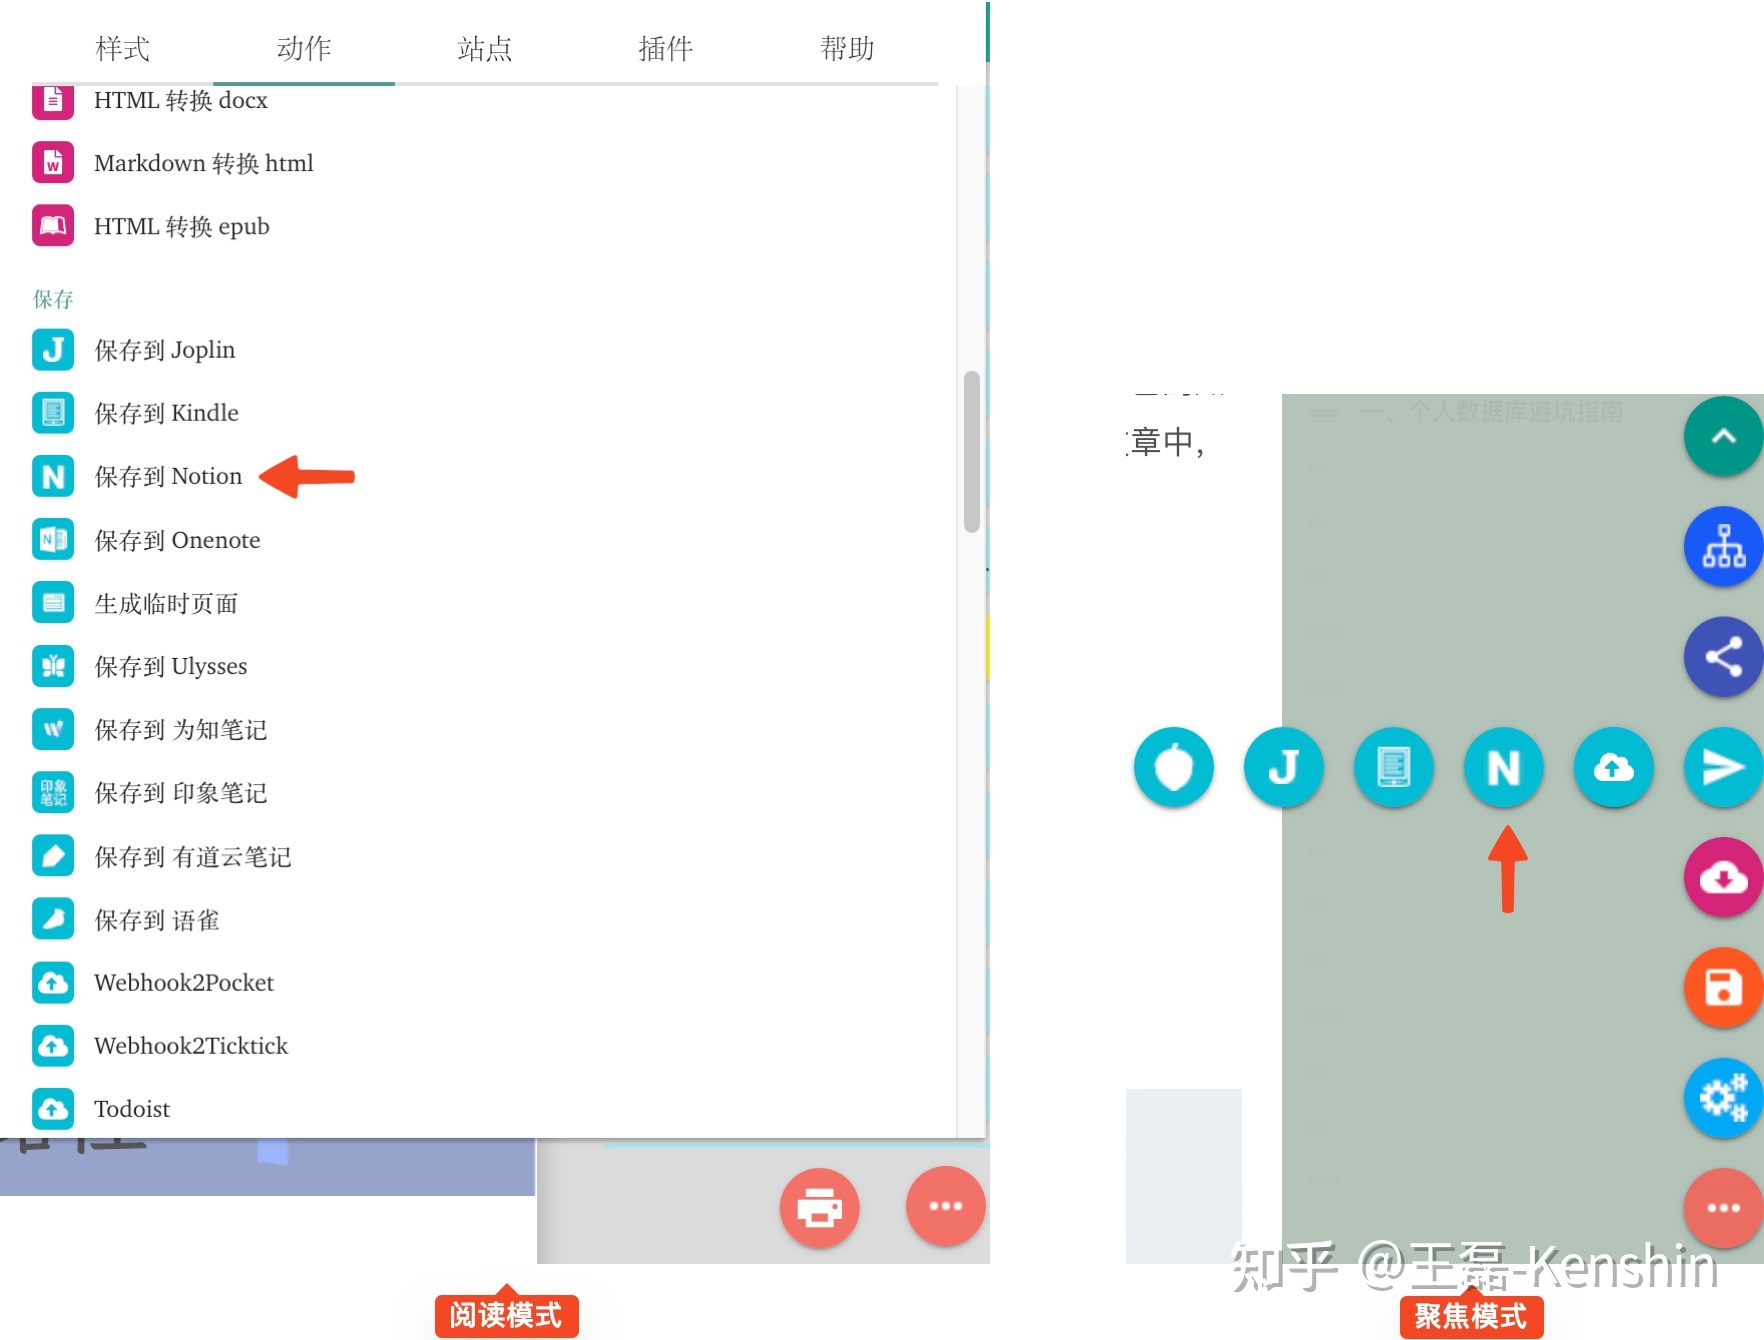 样式 动作 站点 插件 帮助
HTML 转换 docx
Markdown 转换 html
HTML 转换 epub
保存
保存到 Joplin
保存到 Kindle
保存到 Notion
保存到 Onenote
生成临时页面
保存到 Ulysses
保存到 为知笔记
印象笔记 保存到 印象笔记
保存到 有道云笔记
保存到 语雀
Webhook2Pocket
Webhook2Ticktick
Todoist
阅读模式
一、个人数据库避坑指南
章中，
J N
知乎 @王磊-Kenshin
聚焦模式